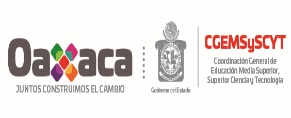 Oaxaca
JUNTOS CONSTRUIMOS EL CAMBIO
Gobierno del Estado
CGEMSySCYT
Coordinación General de
Educación Media Superior,
Superior Ciencia y Tecnología